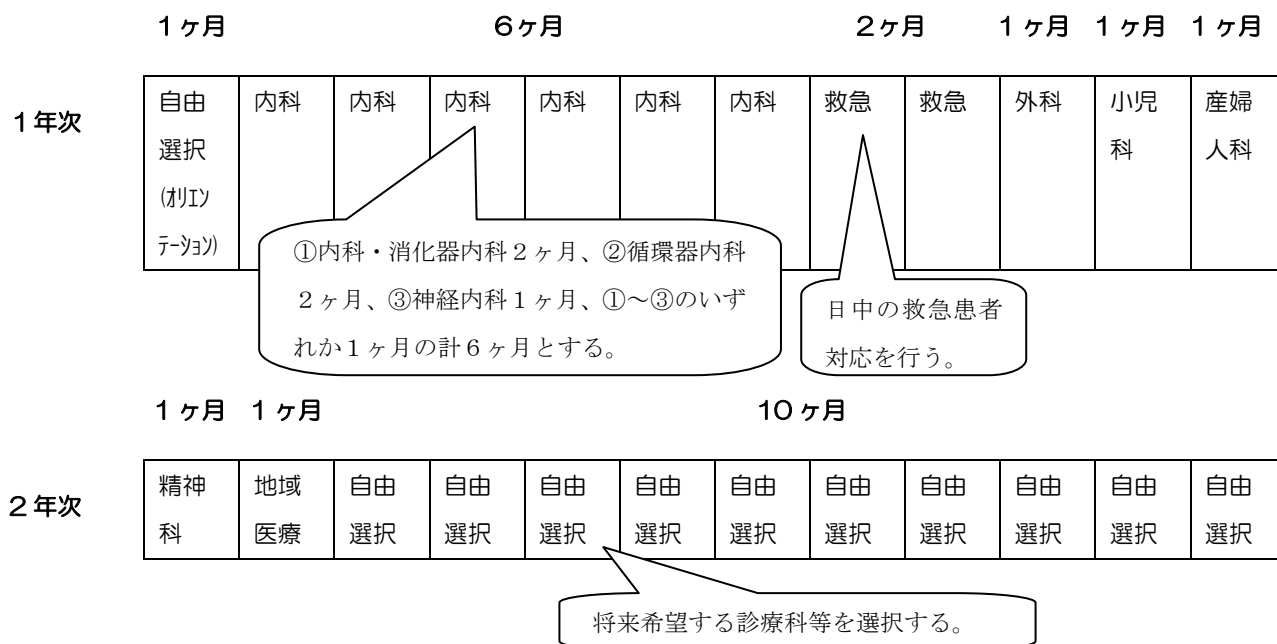 1ヶ月 6ヶ月 2ヶ月 1ヶ月 1ヶ月 1ヶ月
1年次
自由 内科 内科 内科 内科 内科 内科 救急 救急 外科 小児 産婦
選択 科 人科
(ｵﾘｴﾝ
ﾃｰｼｮﾝ)
①内科・消化器内科２ヶ月、②循環器内科
２ヶ月、③神経内科１ヶ月、①～③のいず
れか１ヶ月の計６ヶ月とする。
日中の救急患者
対応を行う。
1ヶ月 1ヶ月 10ヶ月
2年次
精神 地域 自由 自由 自由 自由 自由 自由 自由 自由 自由 自由
科 医療 選択 選択 選択 選択 選択 選択 選択 選択 選択 選択
将来希望する診療科等を選択する。